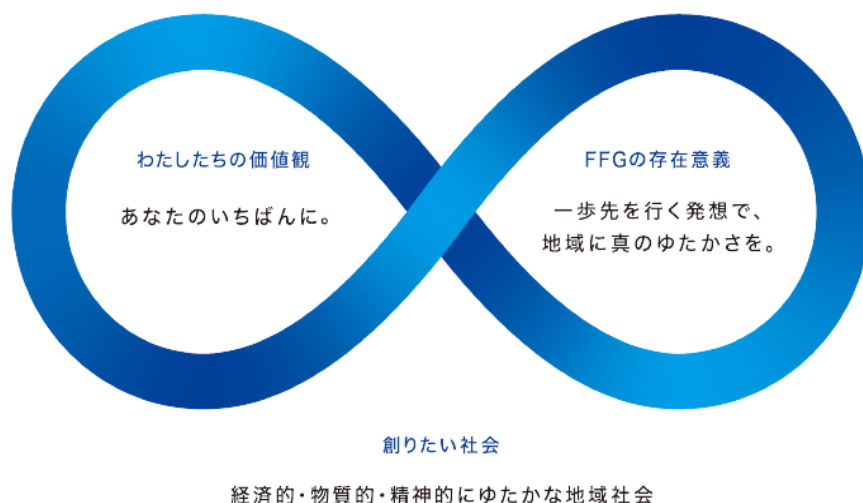 わたしたちの価値観
あなたのいちばんに。
FFGの存在意義
一歩先を行く発想で、
地域に真のゆたかさを。
創りたい社会
経済的・物質的・精神的にゆたかな地域社会